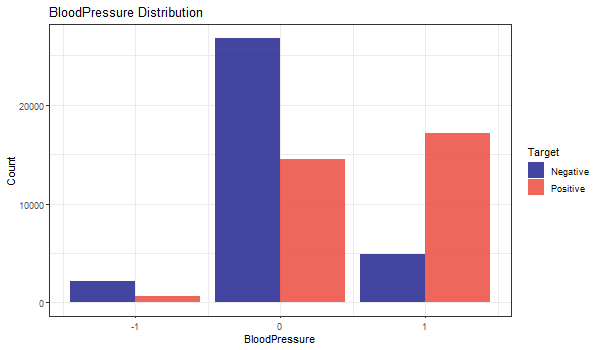 BloodPressure Distribution
Count
20000
10000
0
-1
0
1
BloodPressure
Target
Negative
Positive